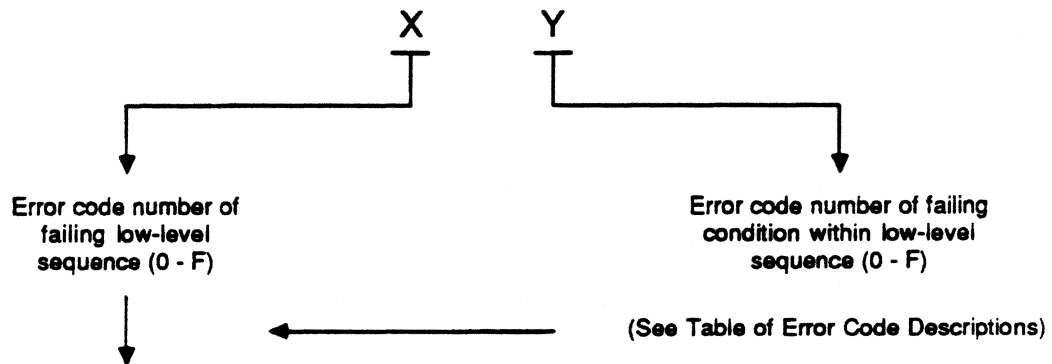 X Y
Error code number of
failing low-level
sequence (0 - F)
Error code number of failing
condition within low-level
sequence (0 - F)
(See Table of Error Code Descriptions)